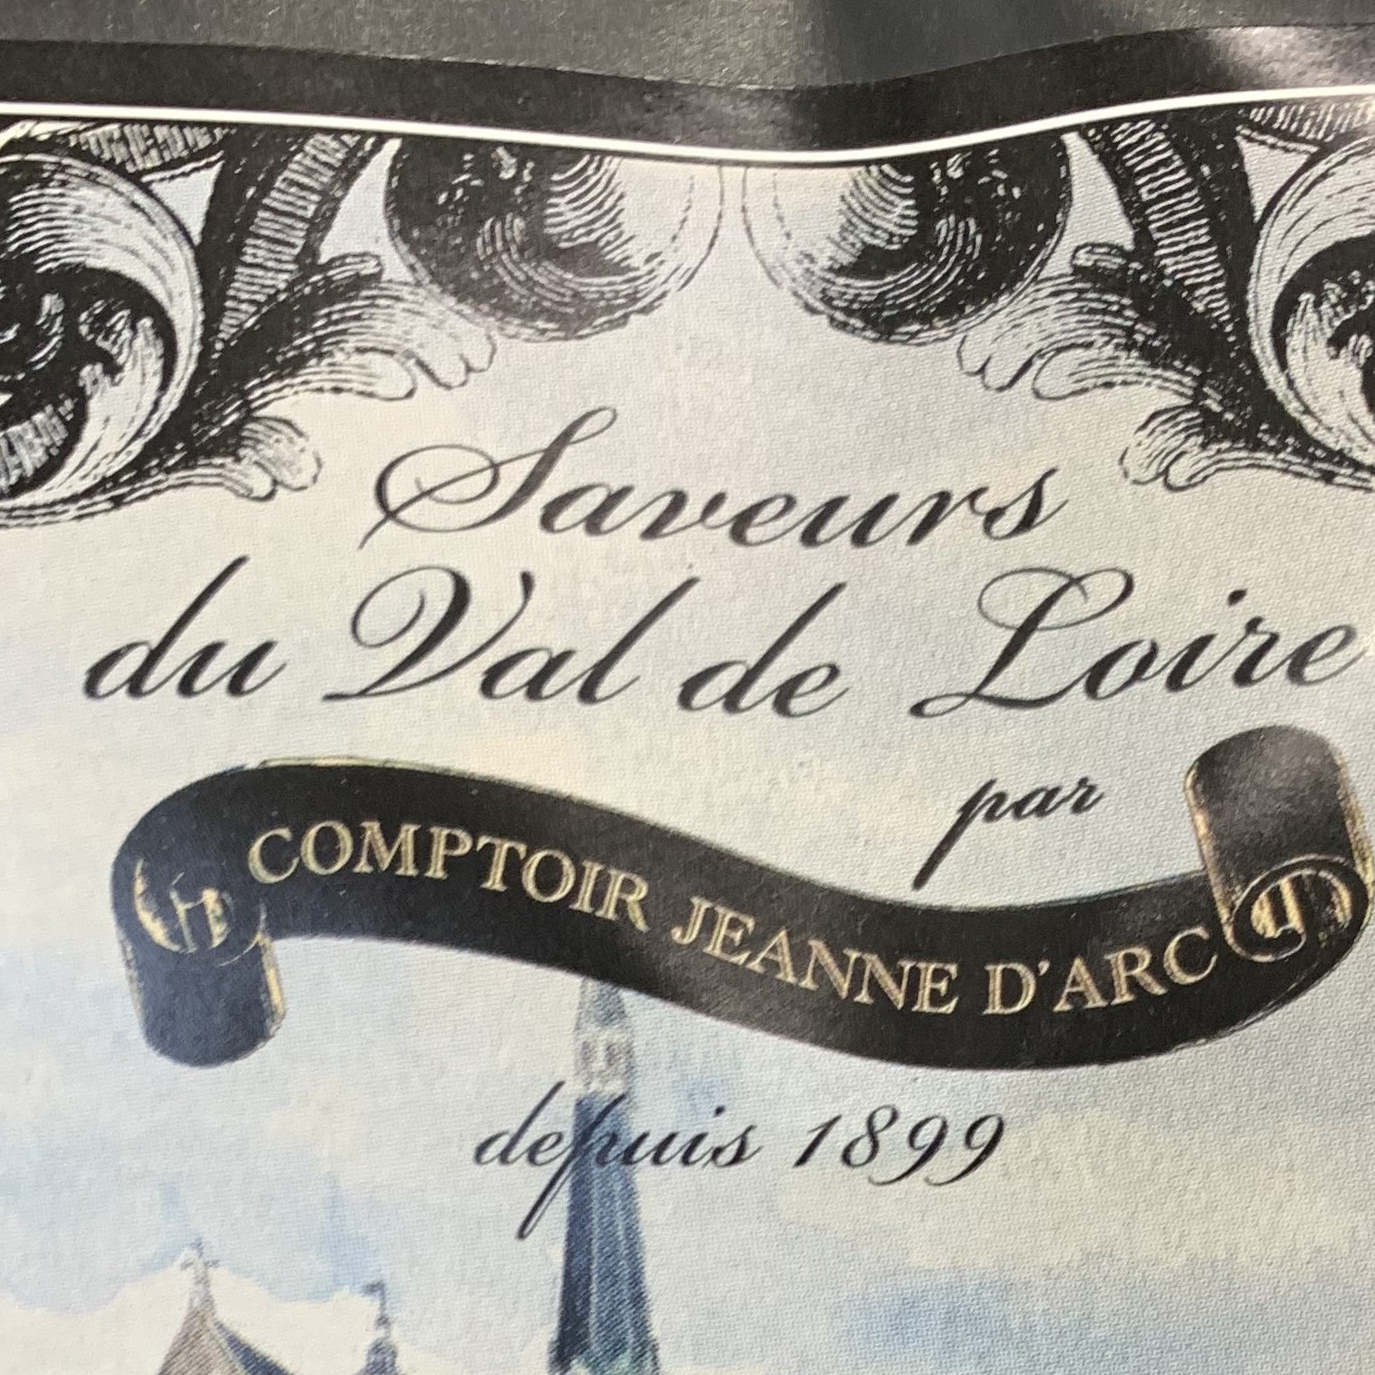 Saveurs
du Val de Loire
par
COMPTOIR JEANNE D'ARC
depuis 1899